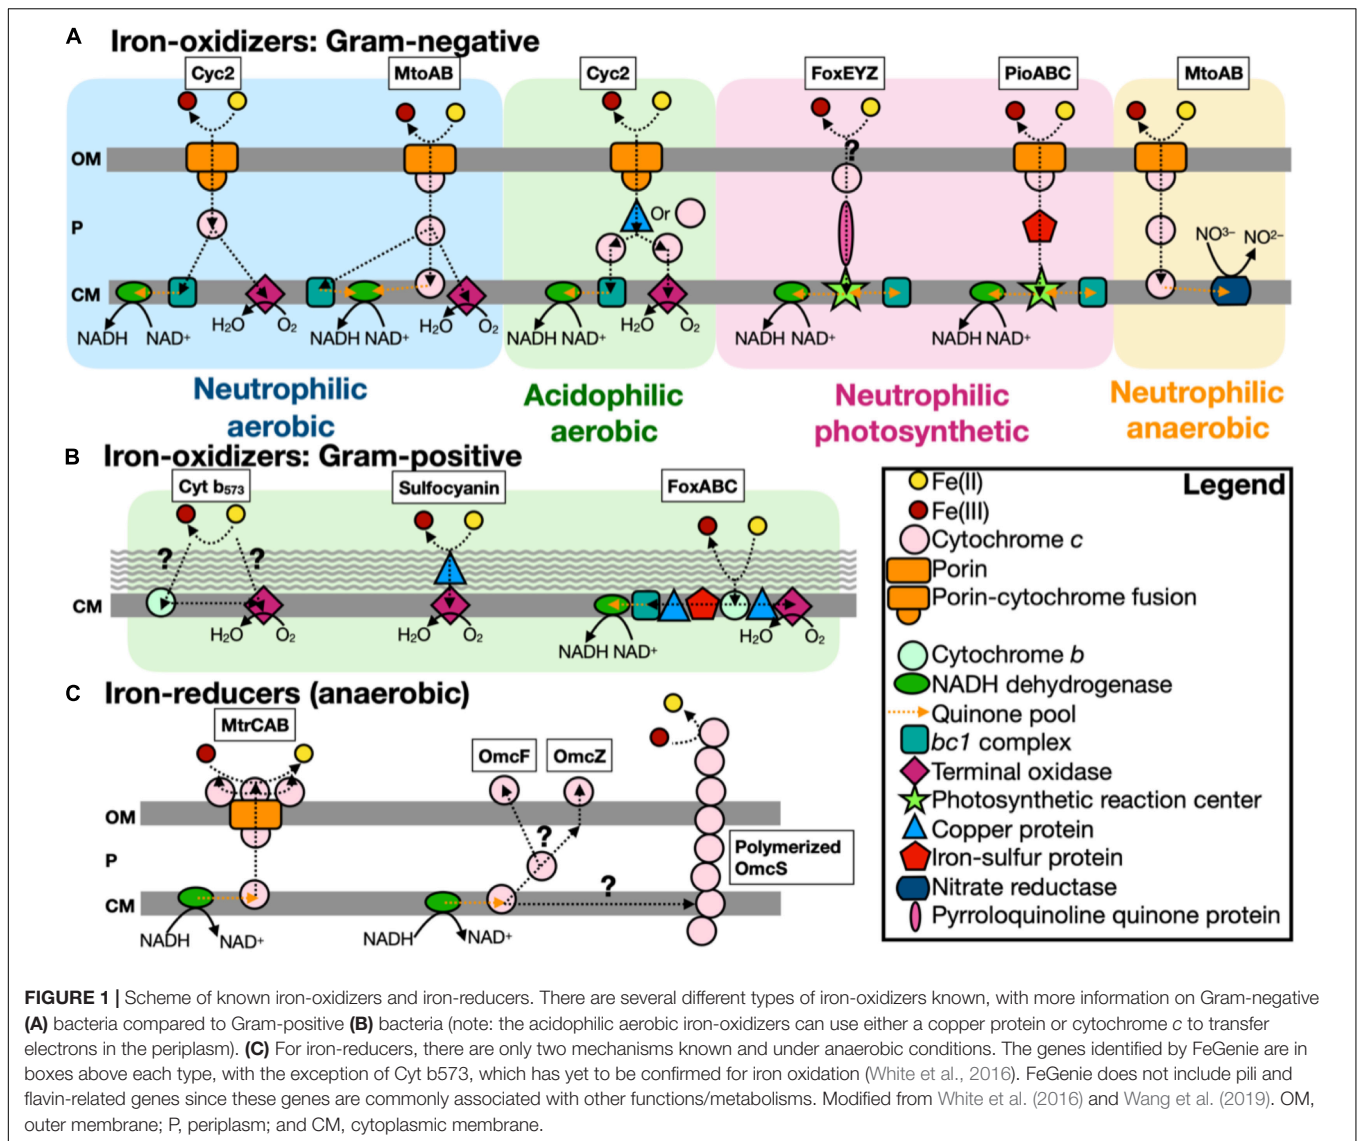 A Iron-oxidizers: Gram-negative
Cyc2 MtoAB Cyc2 FoxEYZ PioABC MtoAB
OM
?
P
Or
NO³⁻ NO²⁻
CM
H₂O O₂ H₂O O₂ H₂O O₂
NADH NAD⁺ NADH NAD⁺ NADH NAD⁺ NADH NAD⁺ NADH NAD⁺
Neutrophilic aerobic
Acidophilic aerobic
Neutrophilic photosynthetic
Neutrophilic anaerobic
B Iron-oxidizers: Gram-positive
Cyt b₅₇₃ Sulfocyanin FoxABC
? ?
CM
H₂O O₂ H₂O O₂ H₂O O₂
NADH NAD⁺
C Iron-reducers (anaerobic)
MtrCAB
OmcF OmcZ
OM
?
P
Polymerized
OmcS
?
CM
NADH NAD⁺ NADH NAD⁺
Legend
Fe(II)
Fe(III)
Cytochrome c
Porin
Porin-cytochrome fusion
Cytochrome b
NADH dehydrogenase
Quinone pool
bc1 complex
Terminal oxidase
Photosynthetic reaction center
Copper protein
Iron-sulfur protein
Nitrate reductase
Pyrroloquinoline quinone protein
FIGURE 1 | Scheme of known iron-oxidizers and iron-reducers. There are several different types of iron-oxidizers known, with more information on Gram-negative
(A) bacteria compared to Gram-positive (B) bacteria (note: the acidophilic aerobic iron-oxidizers can use either a copper protein or cytochrome c to transfer
electrons in the periplasm). (C) For iron-reducers, there are only two mechanisms known and under anaerobic conditions. The genes identified by FeGenie are in
boxes above each type, with the exception of Cyt b573, which has yet to be confirmed for iron oxidation (White et al., 2016). FeGenie does not include pili and
flavin-related genes since these genes are commonly associated with other functions/metabolisms. Modified from White et al. (2016) and Wang et al. (2019). OM,
outer membrane; P, periplasm; and CM, cytoplasmic membrane.